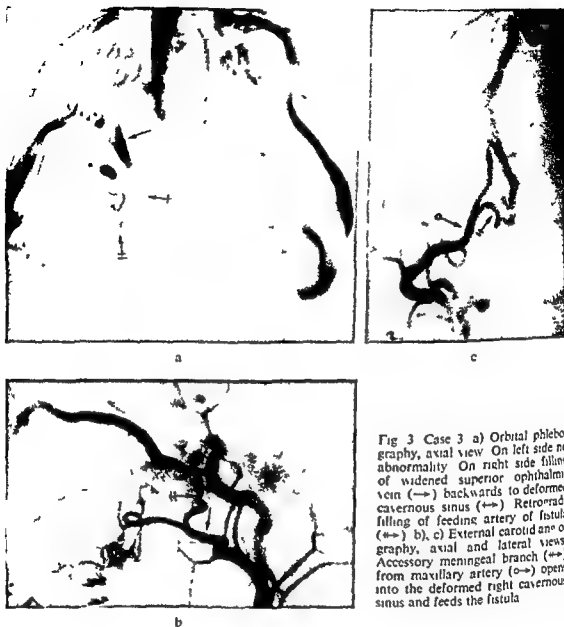 a
c
b
Fig 3 Case 3 a) Orbital phlebo
graphy, axial view On left side no
abnormality On right side filling
of widened superior ophthalmi
vein (→) backwards to deformed
cavernous sinus (↔) Retrograd
filling of feeding artery of fistula
(⇹) b), c) External carotid angio
graphy, axial and lateral views
Accessory meningeal branch (⇹)
from maxillary artery (o→) open
into the deformed right cavernous
sinus and feeds the fistula